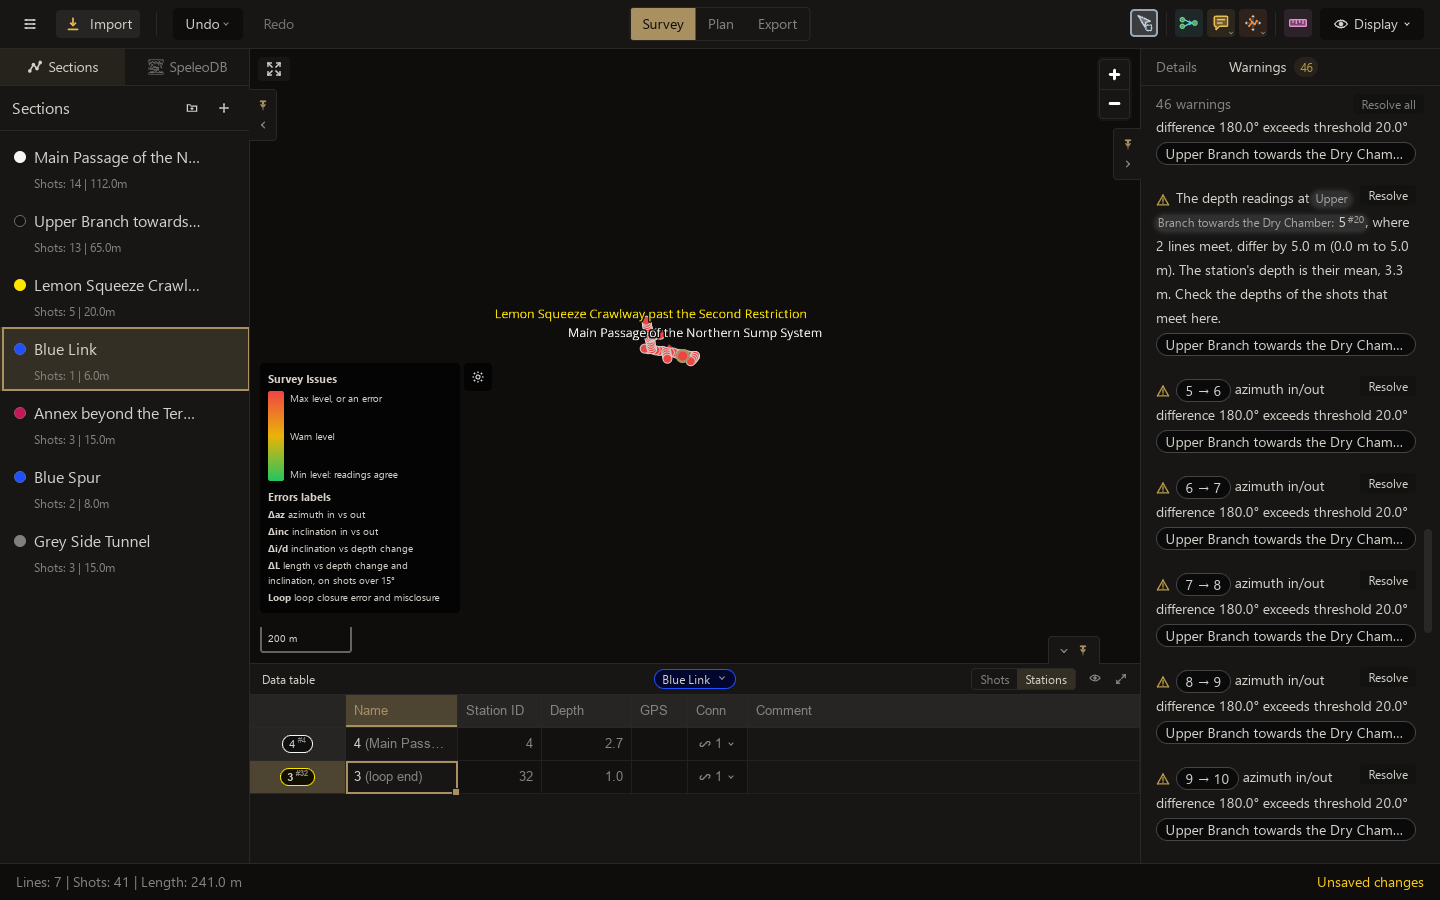 Import
Undo
Redo
Survey
Plan
Export
Display
Sections
SpeleoDB
Details
Warnings 46
Sections
Main Passage of the N...
Shots: 14 | 112.0m
Upper Branch towards...
Shots: 13 | 65.0m
Lemon Squeeze Crawl...
Shots: 5 | 20.0m
Blue Link
Shots: 1 | 6.0m
Annex beyond the Ter...
Shots: 3 | 15.0m
Blue Spur
Shots: 2 | 8.0m
Grey Side Tunnel
Shots: 3 | 15.0m
Lemon Squeeze Crawlway past the Second Restriction
Main Passage of the Northern Sump System
Survey Issues
Max level, or an error
Warn level
Min level: readings agree
Errors labels
Δaz azimuth in vs out
Δinc inclination in vs out
Δi/d inclination vs depth change
ΔL length vs depth change and
inclination, on shots over 15°
Loop loop closure error and misclosure
200 m
Data table
Blue Link
Shots
Stations
Name Station ID Depth GPS Conn Comment
4 #4 4 (Main Pass... 4 2.7 1
3 #32 3 (loop end) 32 1.0 1
46 warnings
Resolve all
difference 180.0° exceeds threshold 20.0°
Upper Branch towards the Dry Cham...
The depth readings at Upper Resolve
Branch towards the Dry Chamber: 5 #20, where
2 lines meet, differ by 5.0 m (0.0 m to 5.0
m). The station's depth is their mean, 3.3
m. Check the depths of the shots that
meet here.
Upper Branch towards the Dry Cham...
5 → 6 azimuth in/out Resolve
difference 180.0° exceeds threshold 20.0°
Upper Branch towards the Dry Cham...
6 → 7 azimuth in/out Resolve
difference 180.0° exceeds threshold 20.0°
Upper Branch towards the Dry Cham...
7 → 8 azimuth in/out Resolve
difference 180.0° exceeds threshold 20.0°
Upper Branch towards the Dry Cham...
8 → 9 azimuth in/out Resolve
difference 180.0° exceeds threshold 20.0°
Upper Branch towards the Dry Cham...
9 → 10 azimuth in/out Resolve
difference 180.0° exceeds threshold 20.0°
Upper Branch towards the Dry Cham...
Lines: 7 | Shots: 41 | Length: 241.0 m
Unsaved changes